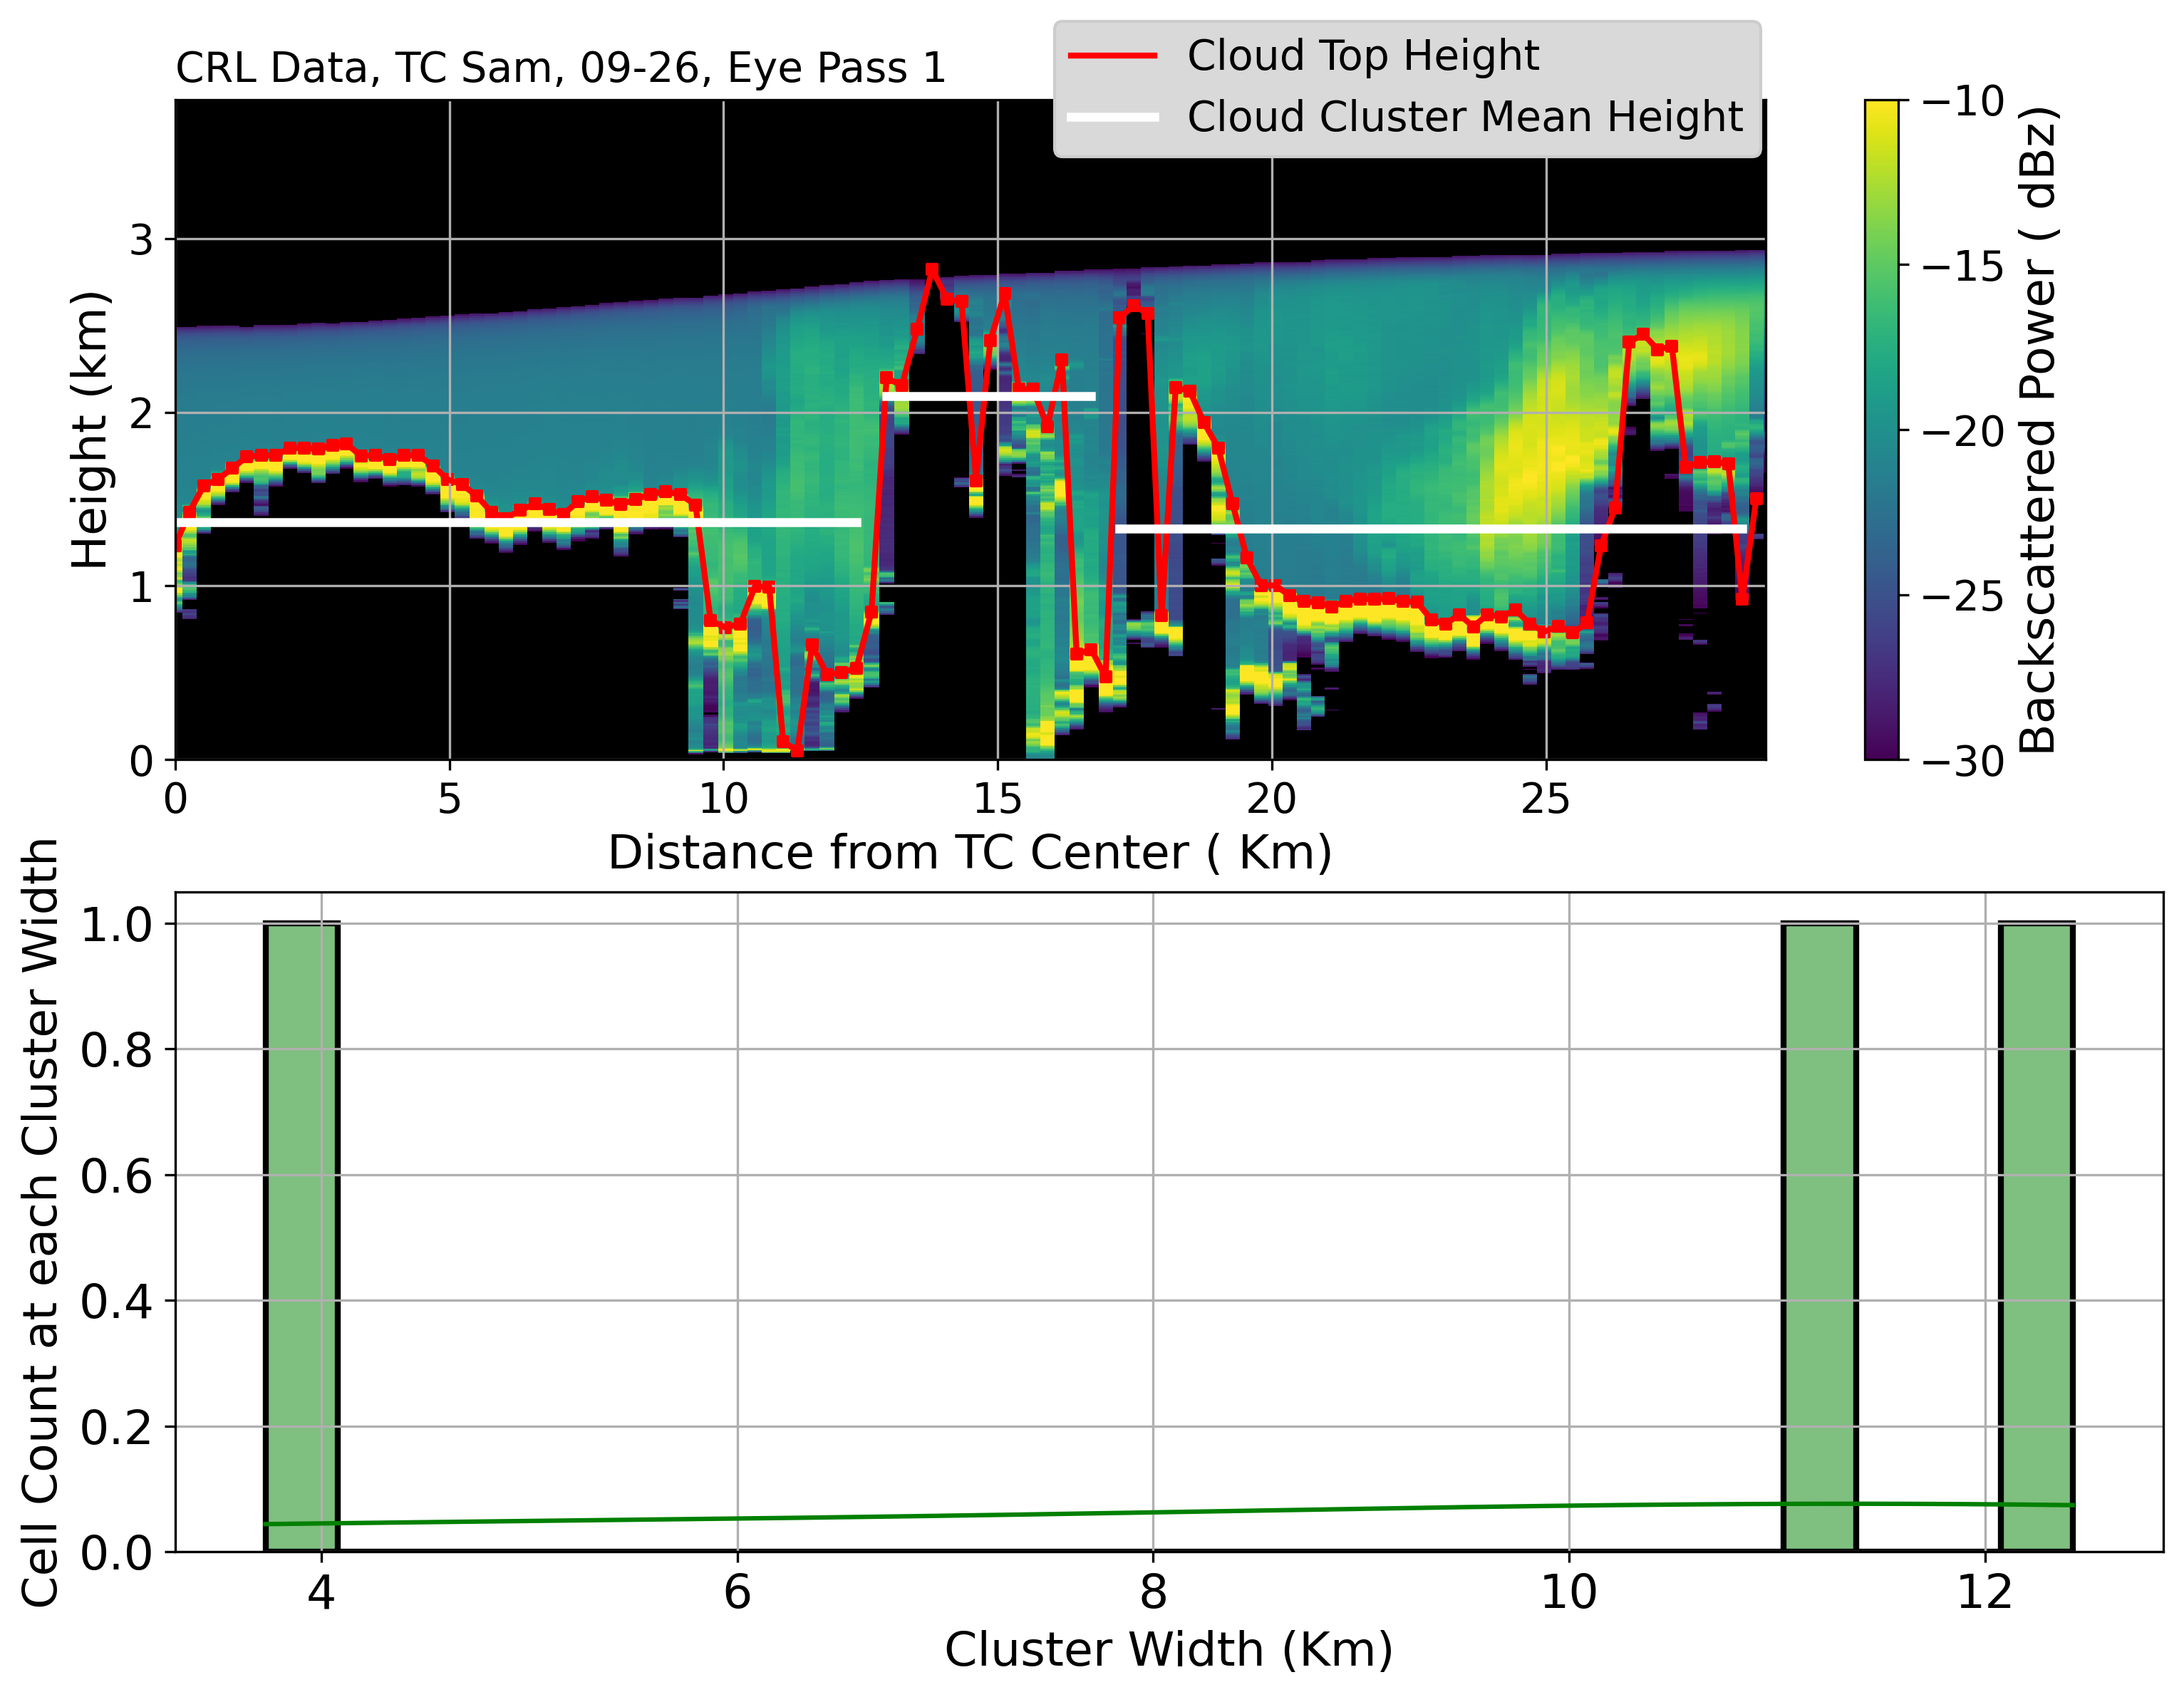 CRL Data, TC Sam, 09-26, Eye Pass 1
Cloud Top Height
Cloud Cluster Mean Height
Height (km)
3
2
1
0
0 5 10 15 20 25
Distance from TC Center ( Km)
−10
−15
−20
−25
−30
Backscattered Power ( dBz)
Cell Count at each Cluster Width
1.0
0.8
0.6
0.4
0.2
0.0
4 6 8 10 12
Cluster Width (Km)